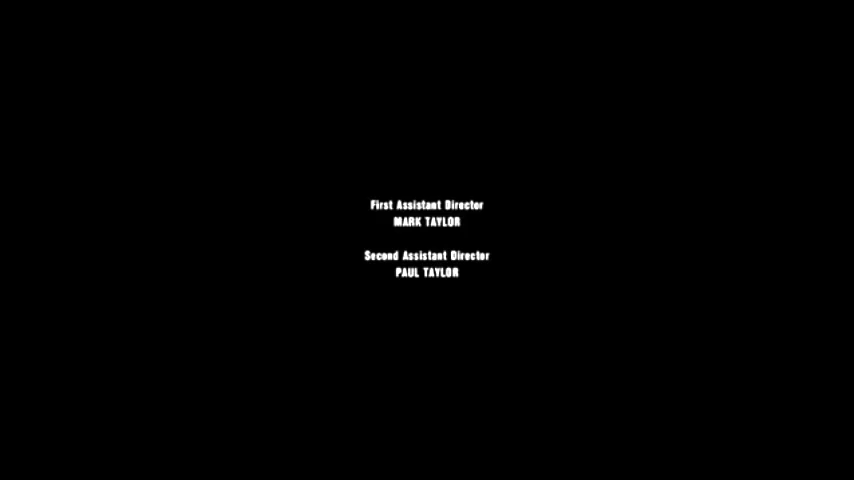 First Assistant Director
MARK TAYLOR
Second Assistant Director
PAUL TAYLOR